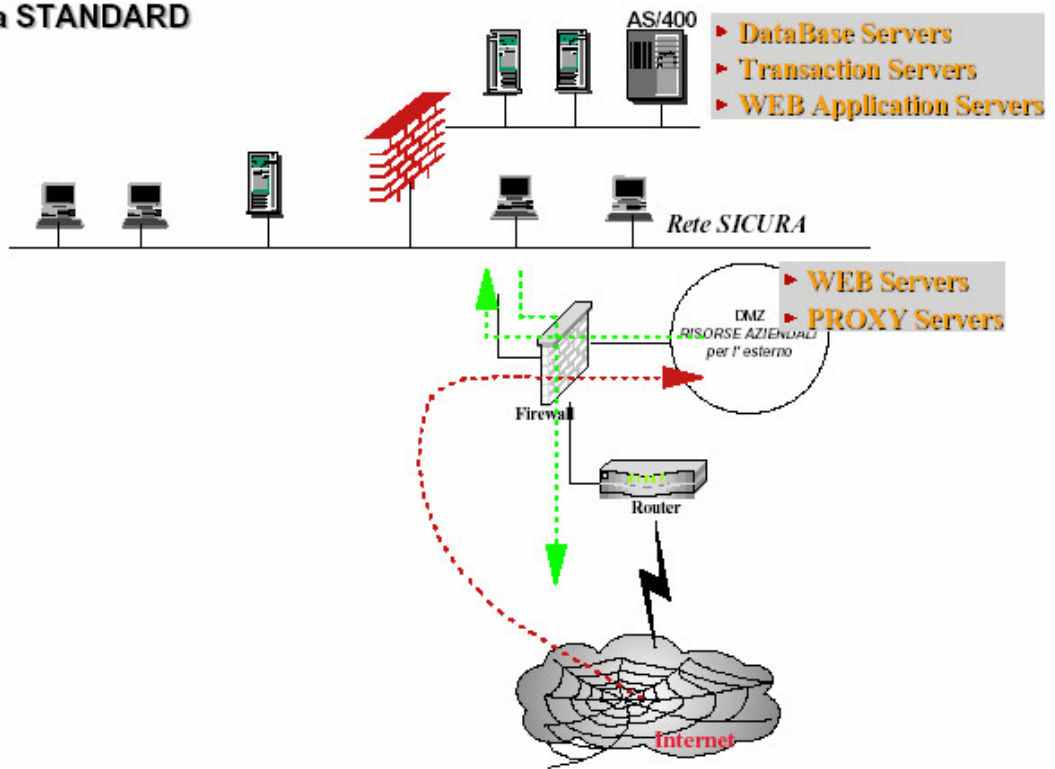 a STANDARD
AS/400
DataBase Servers
Transaction Servers
WEB Application Servers
Rete SICURA
WEB Servers
PROXY Servers
DMZ
RISORSE AZIENDALI
per l' esterno
Firewall
Router
Internet